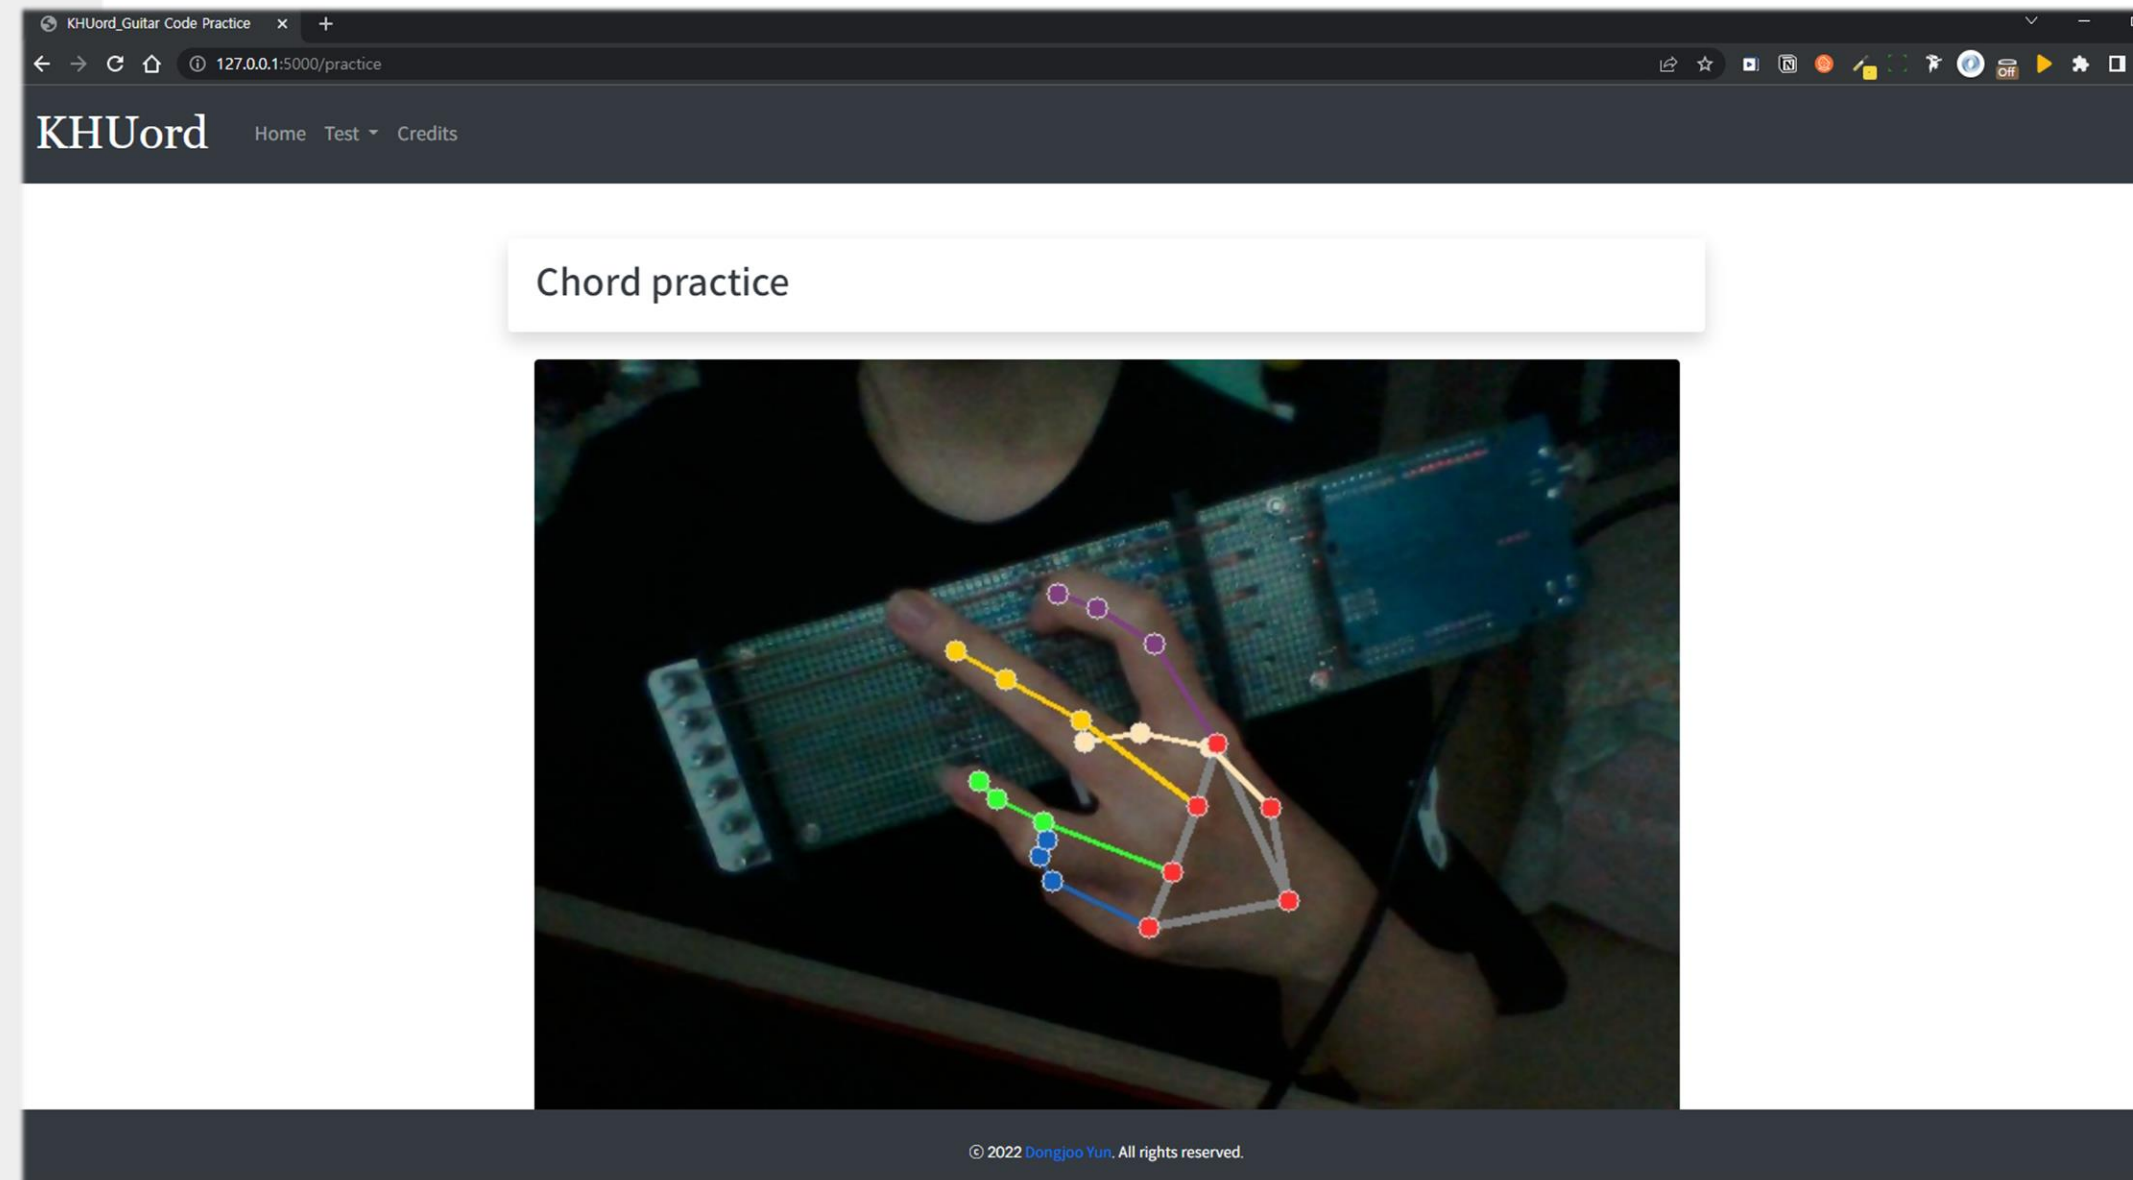 KHUord_Guitar Code Practice
127.0.0.1:5000/practice
Off
KHUord Home Test Credits
Chord practice
© 2022 Dongjoo Yun. All rights reserved.